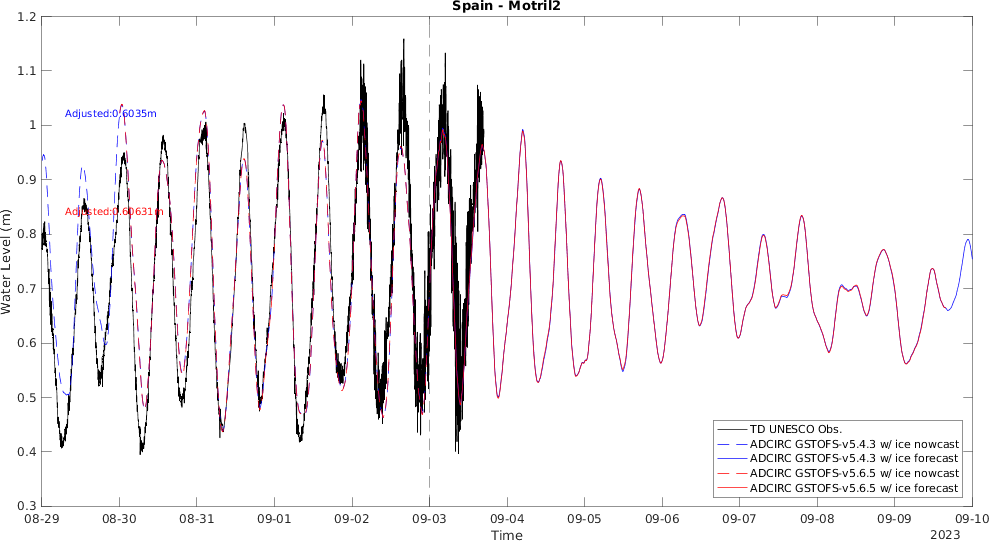 Spain - Motril2
1.2
1.1
1
0.9
0.8
0.7
0.6
0.5
0.4
0.3
Water Level (m)
Adjusted:0.6035m
Adjusted:0.60631m
TD UNESCO Obs.
ADCIRC GSTOFS-v5.4.3 w/ ice nowcast
ADCIRC GSTOFS-v5.4.3 w/ ice forecast
ADCIRC GSTOFS-v5.6.5 w/ ice nowcast
ADCIRC GSTOFS-v5.6.5 w/ ice forecast
08-29 08-30 08-31 09-01 09-02 09-03 09-04 09-05 09-06 09-07 09-08 09-09 09-10
Time
2023